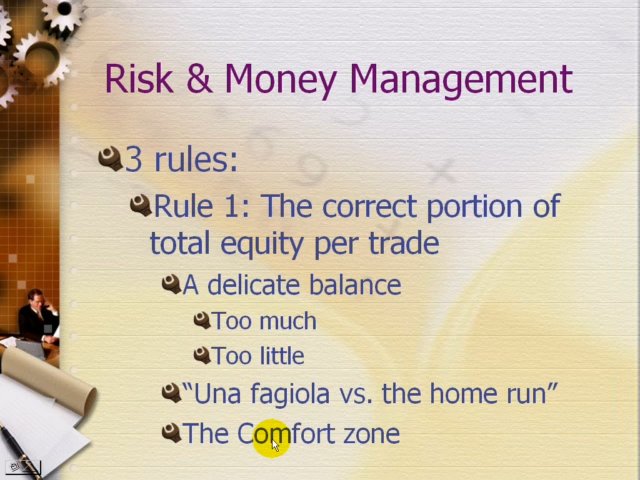 Risk & Money Management
3 rules:
Rule 1: The correct portion of
total equity per trade
A delicate balance
Too much
Too little
“Una fagiola vs. the home run”
The Comfort zone